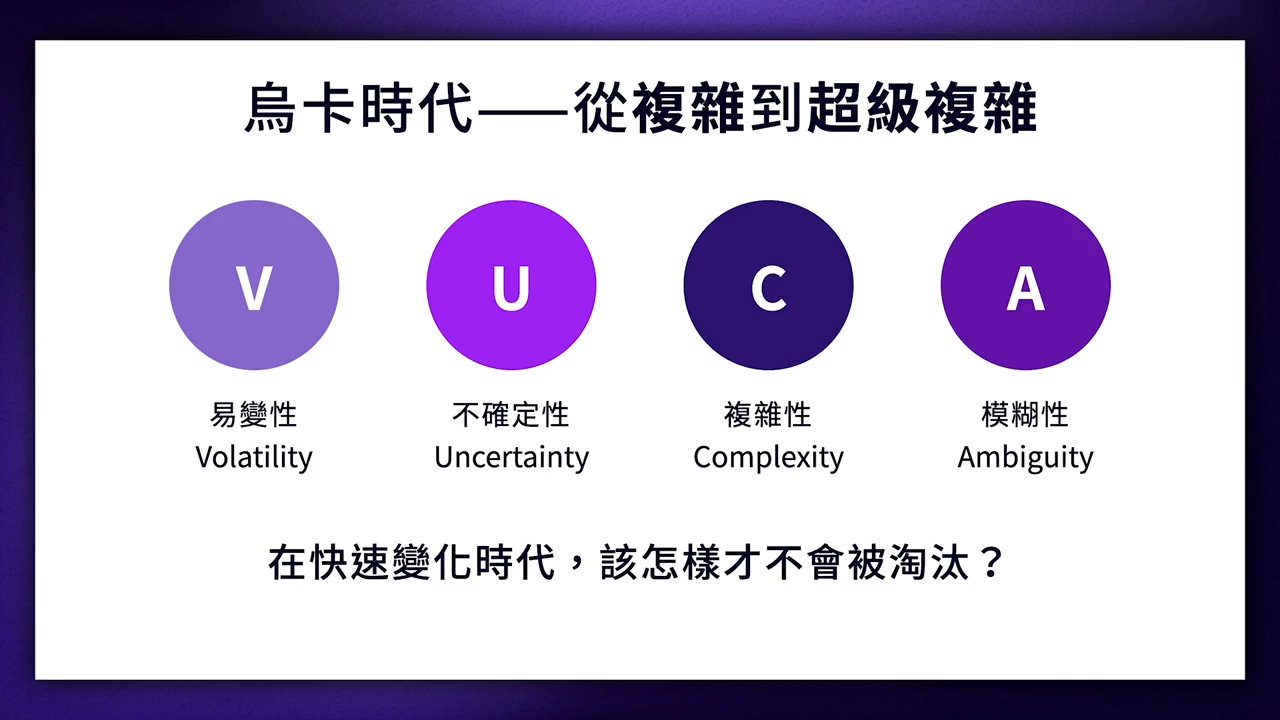 烏卡時代——從複雜到超級複雜
V
U
C
A
易變性
Volatility
不確定性
Uncertainty
複雜性
Complexity
模糊性
Ambiguity
在快速變化時代，該怎樣才不會被淘汰？